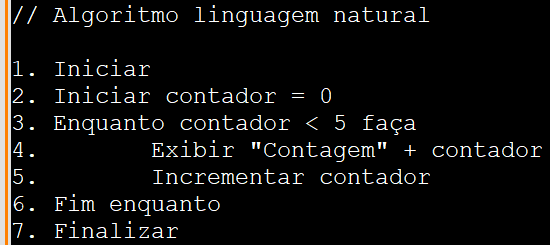 // Algoritmo linguagem natural
1. Iniciar
2. Iniciar contador = 0
3. Enquanto contador < 5 faça
4. Exibir "Contagem" + contador
5. Incrementar contador
6. Fim enquanto
7. Finalizar